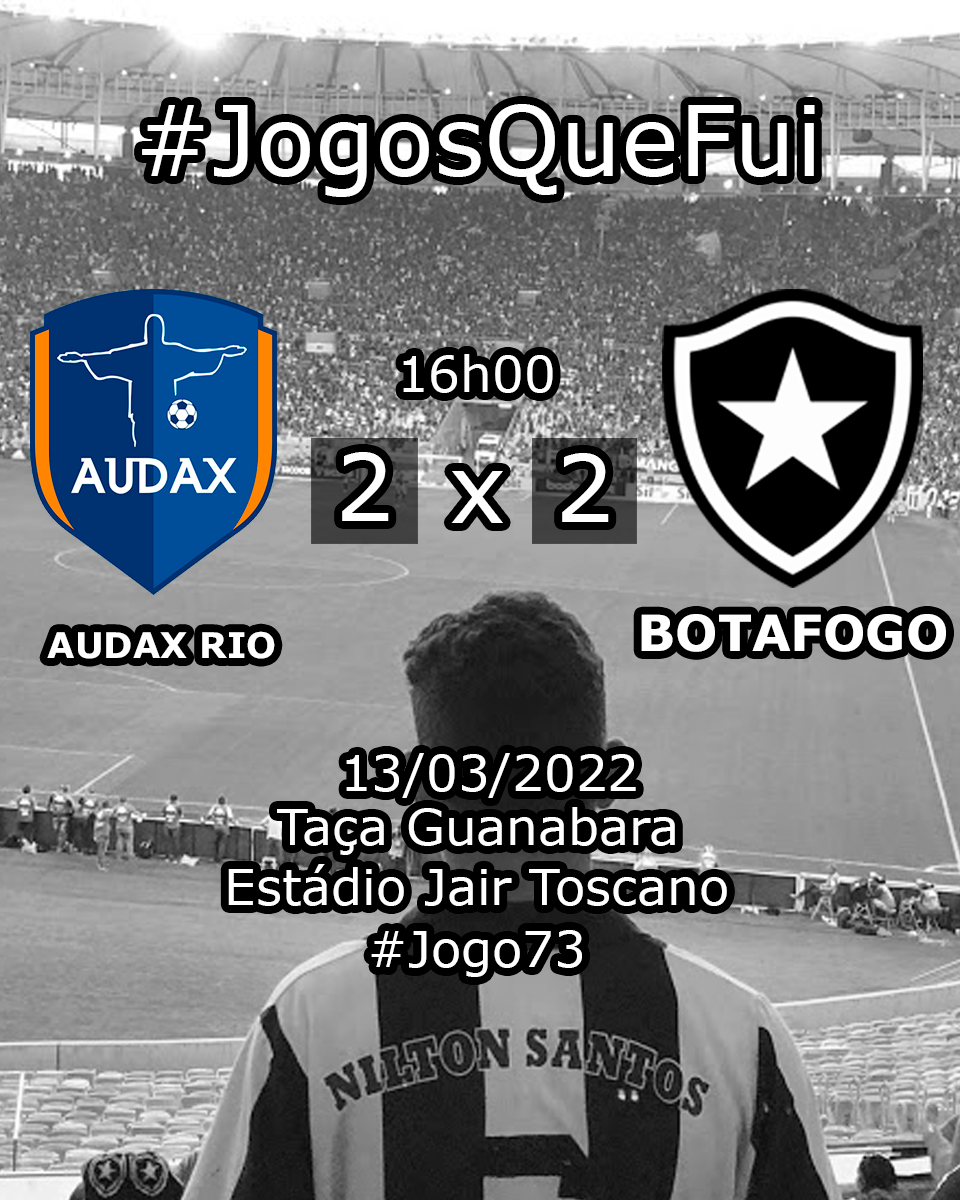 #JogosQueFui
16h00
AUDAX
2 x 2
AUDAX RIO
BOTAFOGO
13/03/2022
Taça Guanabara
Estádio Jair Toscano
#Jogo73
NILTON SANTOS